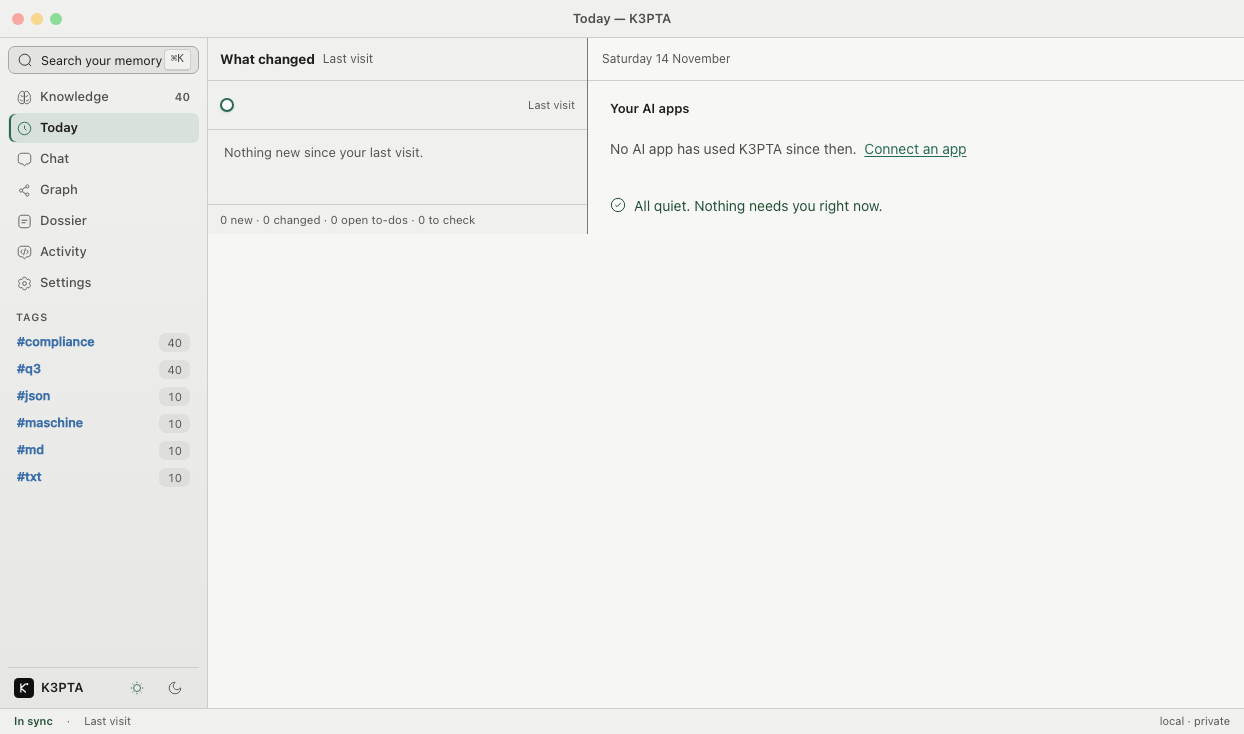 Today — K3PTA
Search your memory ⌘K
Knowledge 40
Today
Chat
Graph
Dossier
Activity
Settings
TAGS
#compliance 40
#q3 40
#json 10
#maschine 10
#md 10
#txt 10
K3PTA
What changed Last visit
Last visit
Nothing new since your last visit.
0 new · 0 changed · 0 open to-dos · 0 to check
Saturday 14 November
Your AI apps
No AI app has used K3PTA since then. Connect an app
All quiet. Nothing needs you right now.
In sync · Last visit
local · private